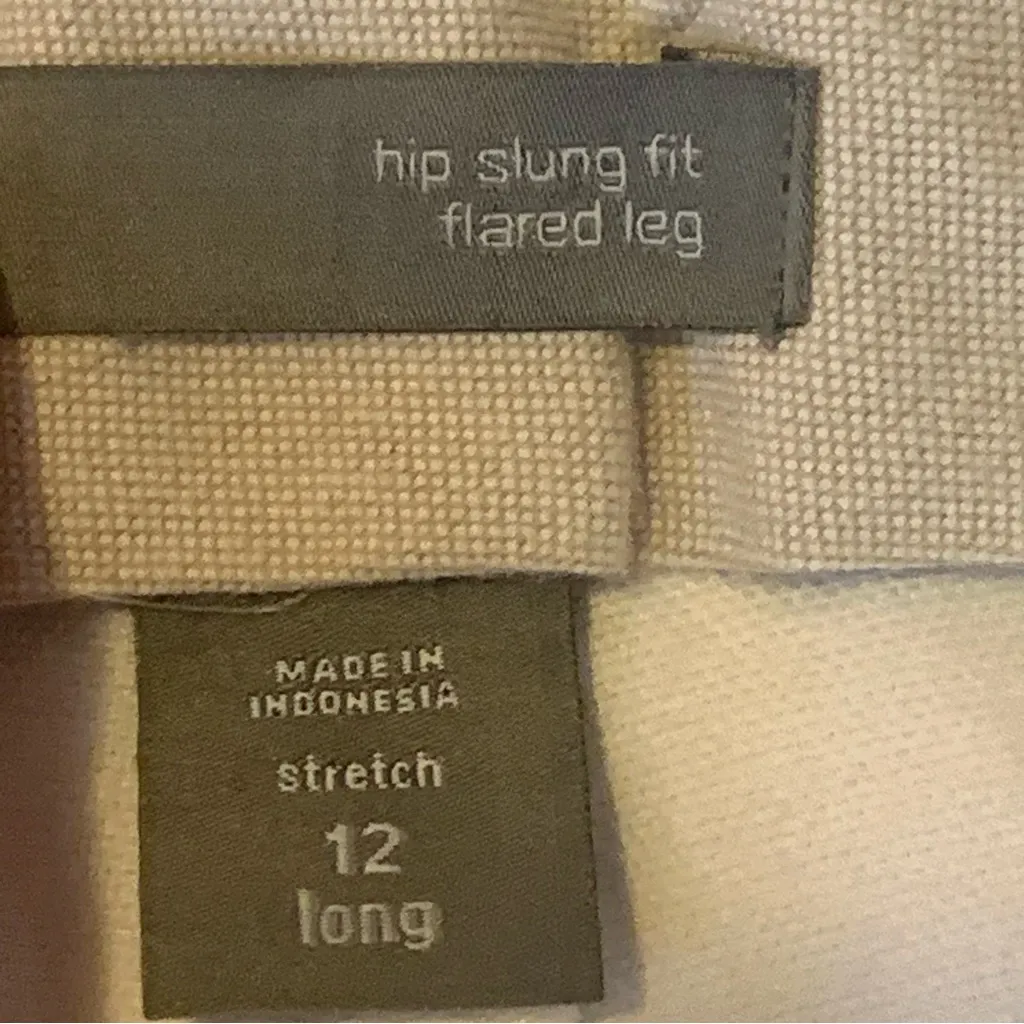 hip slung fit
flared leg
MADE IN
INDONESIA
stretch
12
long